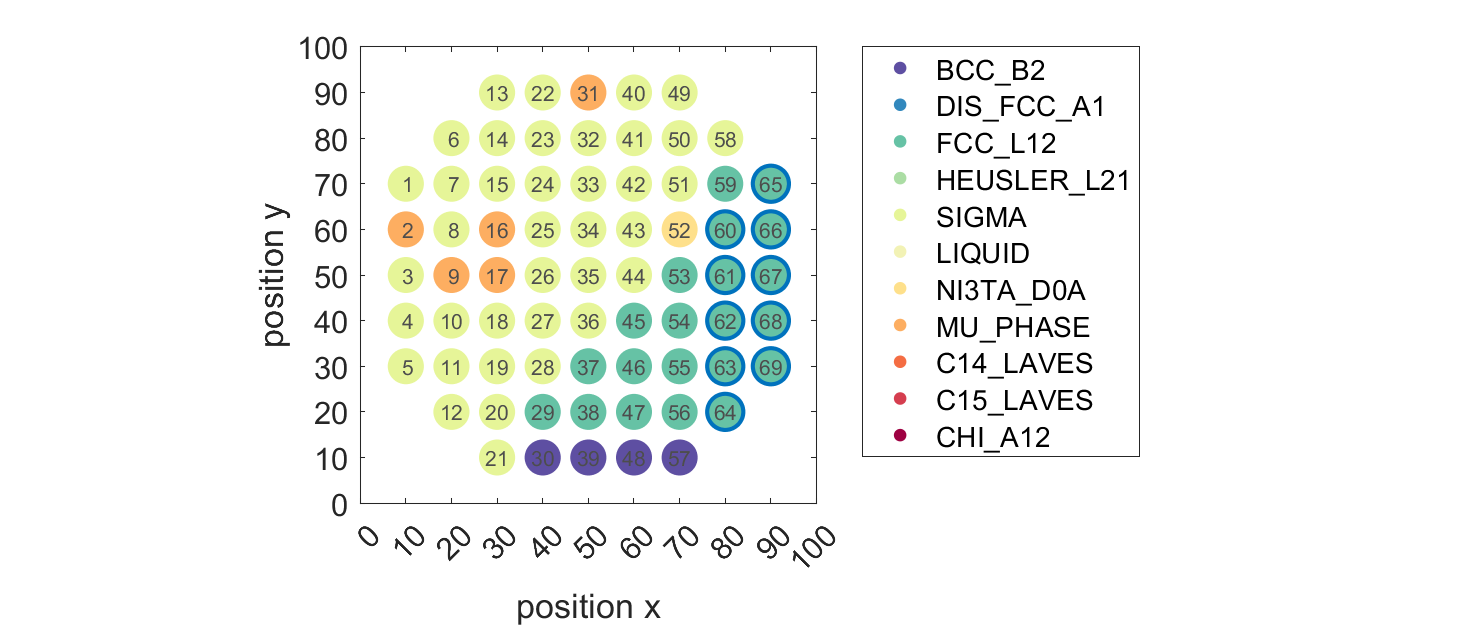 100
90
80
70
60
50
40
30
20
10
0
position y
13 22 31 40 49
6 14 23 32 41 50 58
1 7 15 24 33 42 51 59 65
2 8 16 25 34 43 52 60 66
3 9 17 26 35 44 53 61 67
4 10 18 27 36 45 54 62 68
5 11 19 28 37 46 55 63 69
12 20 29 38 47 56 64
21 30 39 48 57
0 10 20 30 40 50 60 70 80 90 100
position x
BCC_B2
DIS_FCC_A1
FCC_L12
HEUSLER_L21
SIGMA
LIQUID
NI3TA_D0A
MU_PHASE
C14_LAVES
C15_LAVES
CHI_A12